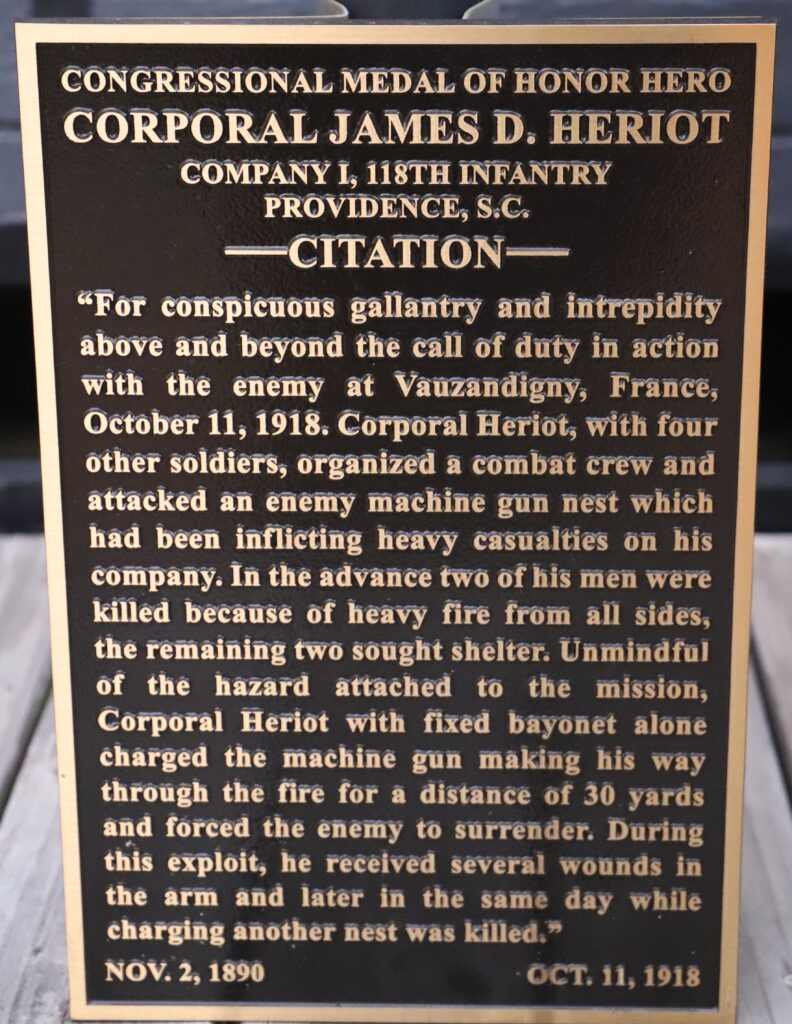 CONGRESSIONAL MEDAL OF HONOR HERO
CORPORAL JAMES D. HERIOT
COMPANY I, 118TH INFANTRY
PROVIDENCE, S.C.
—CITATION—
“For conspicuous gallantry and intrepidity
above and beyond the call of duty in action
with the enemy at Vauzandigny, France,
October 11, 1918. Corporal Heriot, with four
other soldiers, organized a combat crew and
attacked an enemy machine gun nest which
had been inflicting heavy casualties on his
company. In the advance two of his men were
killed because of heavy fire from all sides,
the remaining two sought shelter. Unmindful
of the hazard attached to the mission,
Corporal Heriot with fixed bayonet alone
charged the machine gun making his way
through the fire for a distance of 30 yards
and forced the enemy to surrender. During
this exploit, he received several wounds in
the arm and later in the same day while
charging another nest was killed.”
NOV. 2, 1890 OCT. 11, 1918